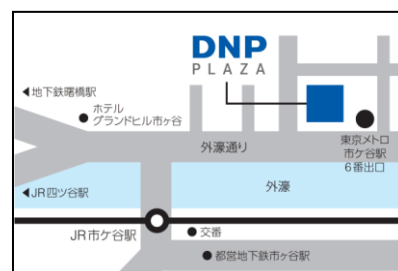 DNP
PLAZA
◀地下鉄曙橋駅
ホテル
グランドヒル市ヶ谷
外濠通り
東京メトロ
市ケ谷駅
6番出口
◀JR四ツ谷駅
外濠
JR市ケ谷駅
交番
都営地下鉄市ヶ谷駅